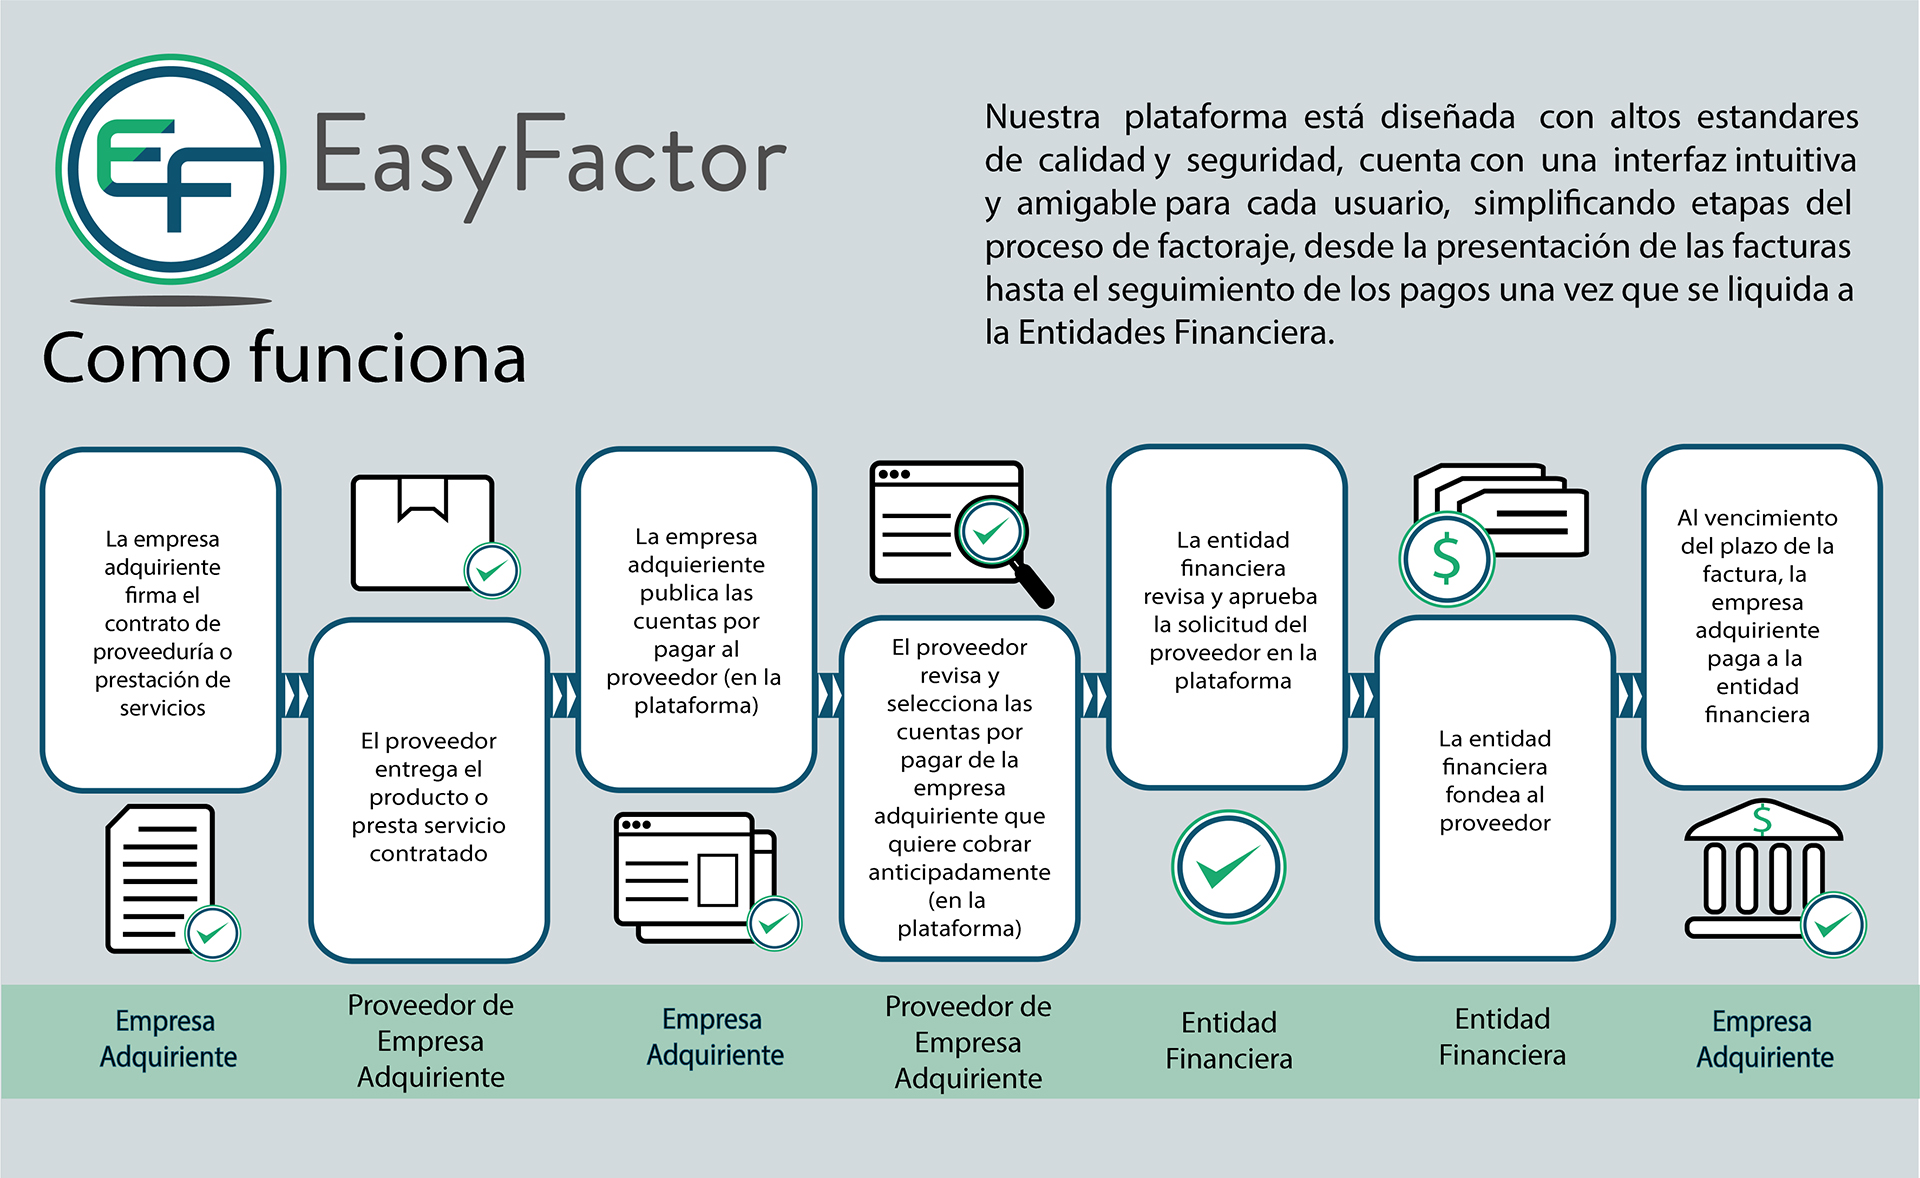 EF
EasyFactor
Nuestra plataforma está diseñada con altos estandares
de calidad y seguridad, cuenta con una interfaz intuitiva
y amigable para cada usuario, simplificando etapas del
proceso de factoraje, desde la presentación de las facturas
hasta el seguimiento de los pagos una vez que se liquida a
la Entidades Financiera.
Como funciona
La empresa
adquiriente
firma el
contrato de
proveeduría o
prestación de
servicios
El proveedor
entrega el
producto o
presta servicio
contratado
La empresa
adquieriente
publica las
cuentas por
pagar al
proveedor (en la
plataforma)
El proveedor
revisa y
selecciona las
cuentas por
pagar de la
empresa
adquiriente que
quiere cobrar
anticipadamente
(en la
plataforma)
La entidad
financiera
revisa y aprueba
la solicitud del
proveedor en la
plataforma
$
La entidad
financiera
fondea al
proveedor
Al vencimiento
del plazo de la
factura, la
empresa
adquiriente
paga a la
entidad
financiera
$
Empresa
Adquiriente
Proveedor de
Empresa
Adquiriente
Empresa
Adquiriente
Proveedor de
Empresa
Adquiriente
Entidad
Financiera
Entidad
Financiera
Empresa
Adquiriente